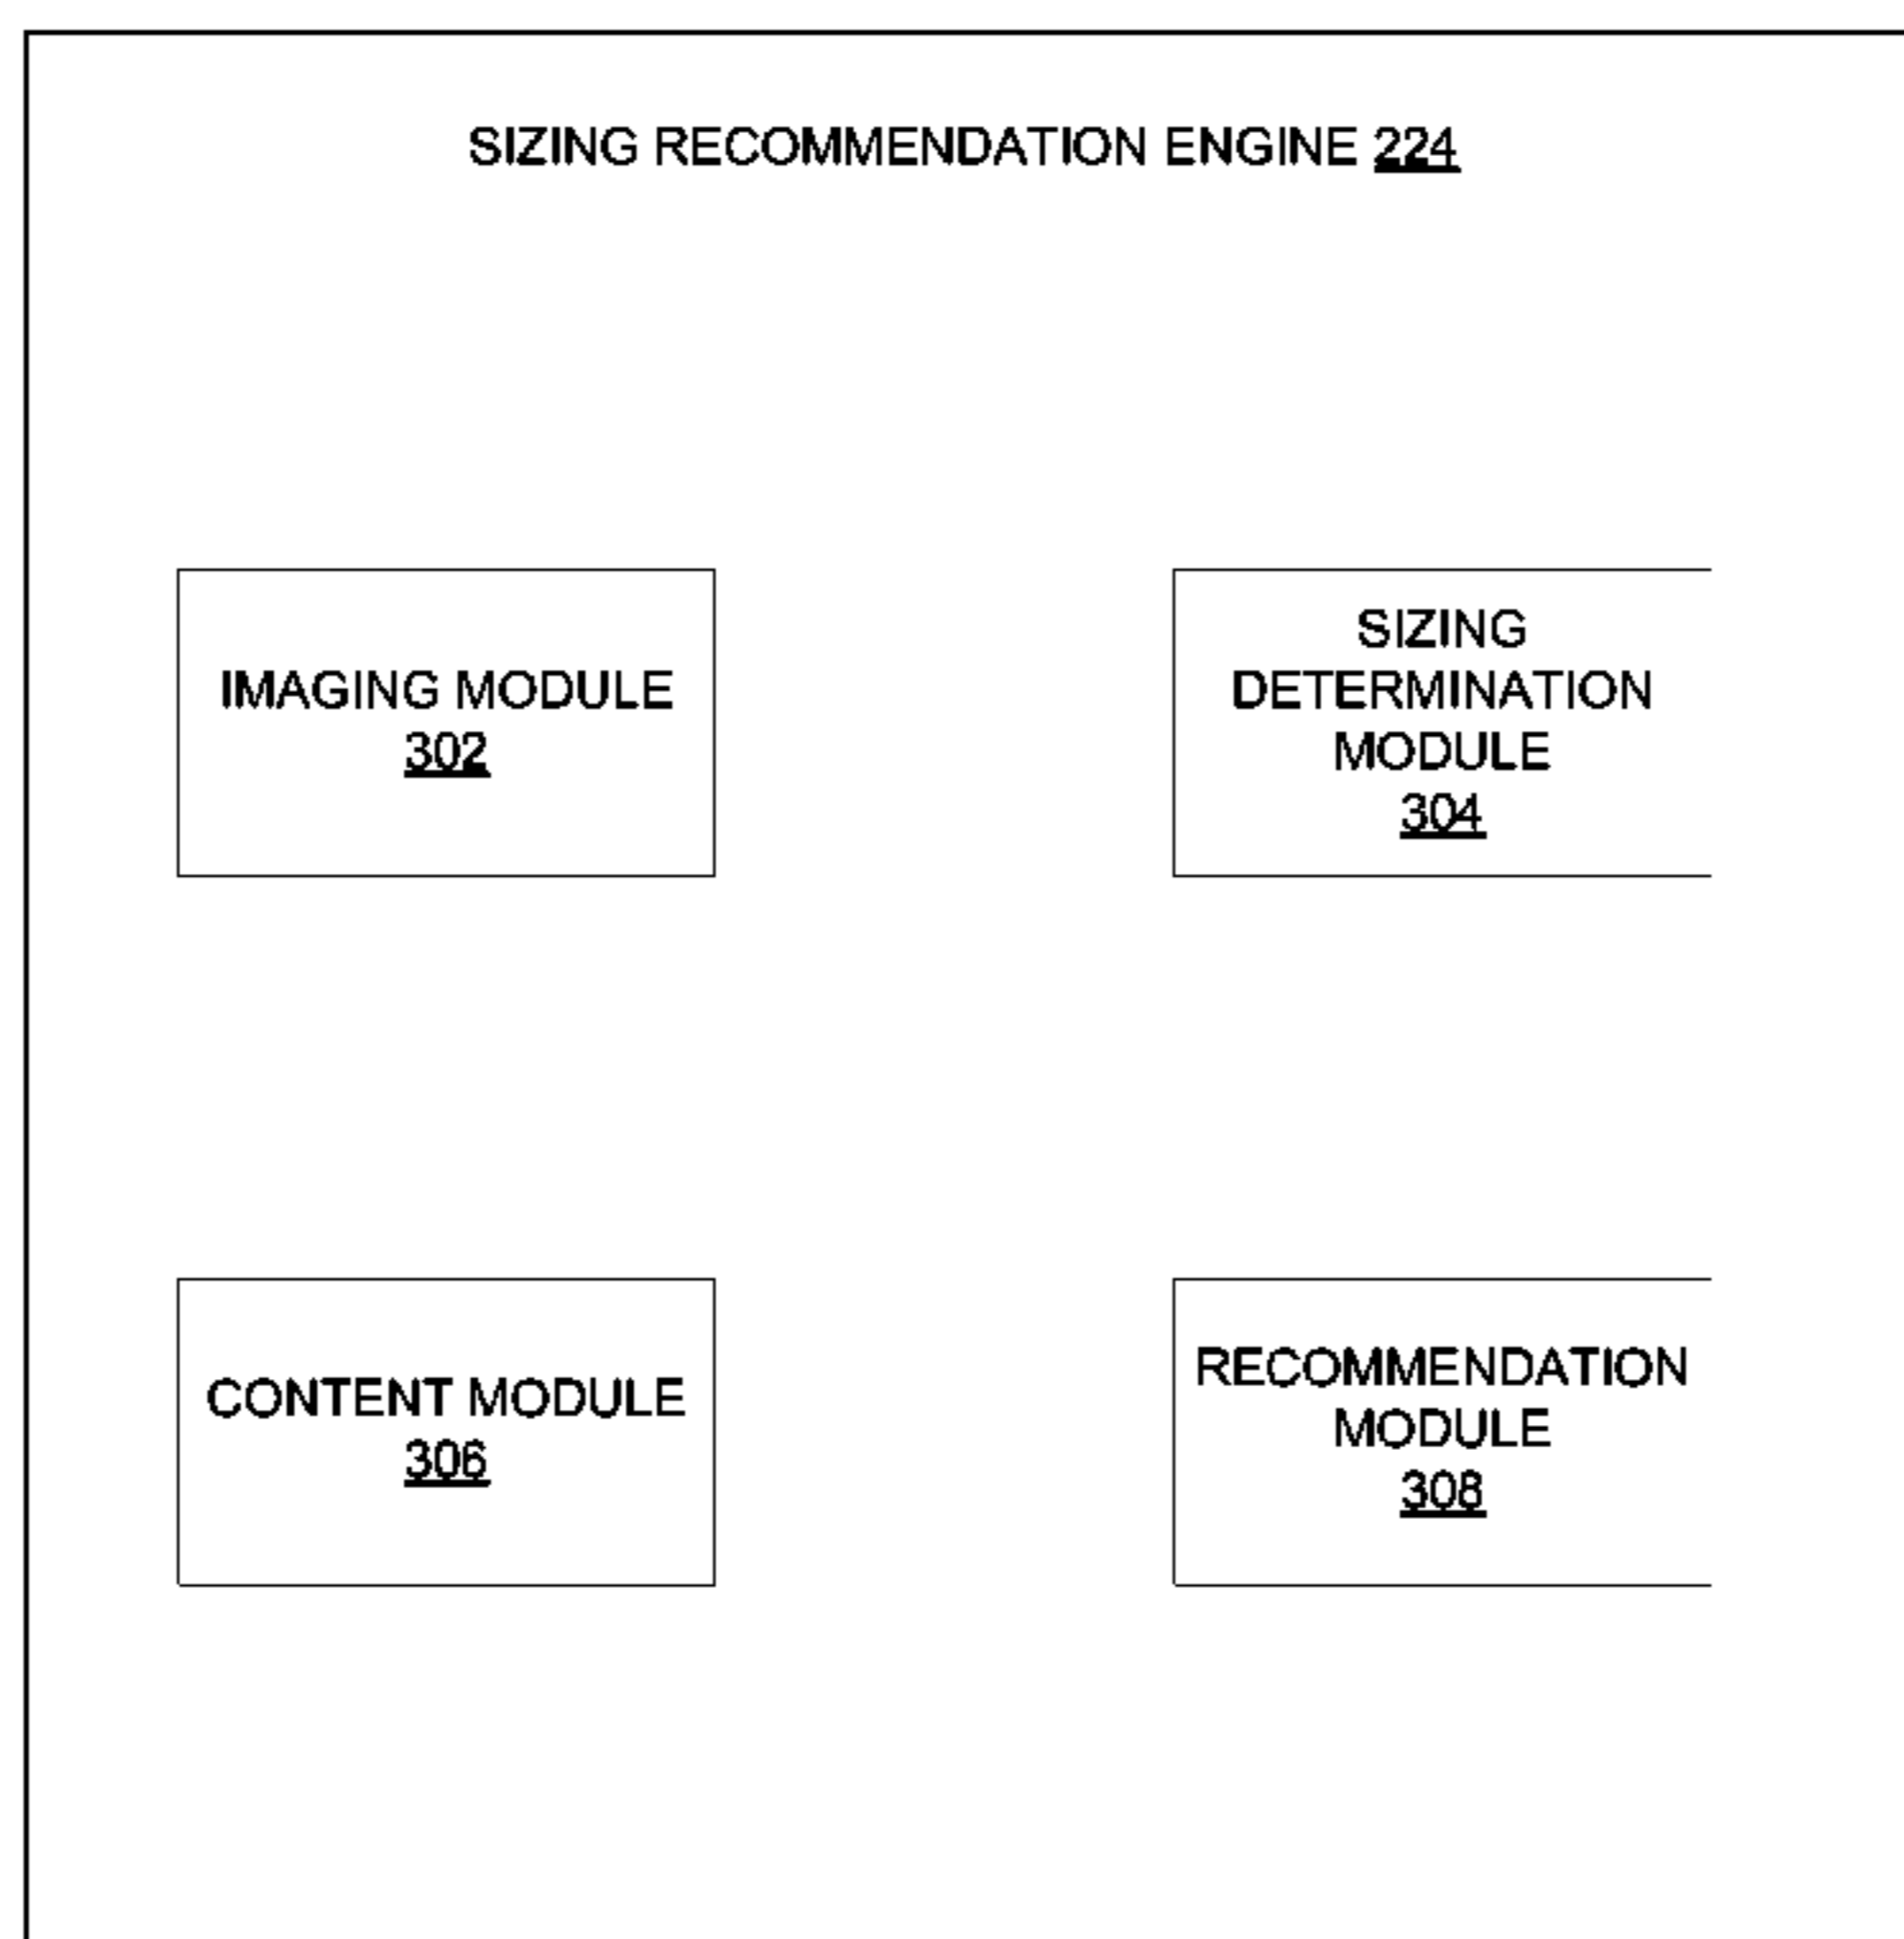 SIZING RECOMMENDATION ENGINE 224
IMAGING MODULE
302
SIZING
DETERMINATION
MODULE
304
CONTENT MODULE
306
RECOMMENDATION
MODULE
308